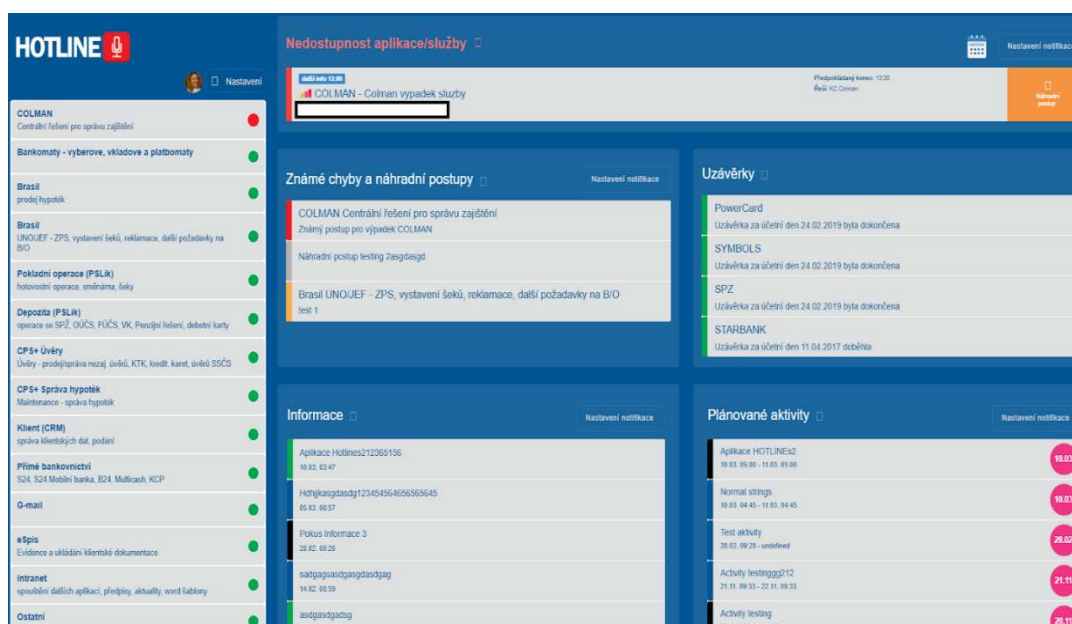 HOTLINE
Nastavení
COLMAN
Centrální řešení pro správu zajištění
Bankomaty - vyberove, vkladove a platbomaty
Brasil
prodej hypoték
Brasil
UNO/JEF - ZPS, vystavení šeků, reklamace, další požadavky na
B/O
Pokladní operace (PSLik)
hotovostní operace, směnárna, šeky
Depozita (PSLik)
operace se SPŽ, OÚČS, FÚČS, VK, Penzijní řešení, debetní karty
CPS+ Úvěry
Úvěry - prodej/správa nezaj. úvěrů, KTK, kredit. karet, úvěrů SSČS
CPS+ Správa hypoték
Maintenance - správa hypoték
Klient (CRM)
správa klientských dat, podání
Přímé bankovnictví
S24, S24 Mobilní banka, B24, Multicash, KCP
G-mail
eSpis
Evidence a ukládání klientské dokumentace
Intranet
spouštění dalších aplikací, předpisy, aktuality, word šablony
Ostatní
Nedostupnost aplikace/služby
Nastavení notifikace
další info 13:00
COLMAN - Colman vypadek sluzby
Předpokládaný konec: 13:30
Řeší: KC Colman
Náhradní
postup
Známé chyby a náhradní postupy
Nastavení notifikace
COLMAN Centrální řešení pro správu zajištění
Známý postup pro výpadek COLMAN
Náhradní postup testing 2asgdasgd
Brasil UNO/JEF - ZPS, vystavení šeků, reklamace, další požadavky na B/O
test 1
Uzávěrky
PowerCard
Uzávěrka za účetní den 24.02.2019 byla dokončena
SYMBOLS
Uzávěrka za účetní den 24.02.2019 byla dokončena
SPZ
Uzávěrka za účetní den 24.02.2019 byla dokončena
STARBANK
Uzávěrka za účetní den 11.04.2017 doběhla
Informace
Nastavení notifikace
Aplikace Hotlines212365156
10.03. 03:47
Hdhjkasgdasdg123454564656565645
05.03. 08:57
Pokus Informace 3
28.02. 08:26
sadgagsasdgasgdasdgag
14.02. 08:59
asdgasdgadsg
Plánované aktivity
Nastavení notifikace
Aplikace HOTLINEs2
10.03. 05:00 - 11.03. 05:00
10.03
Normal strings
10.03. 04:45 - 11.03. 04:45
10.03
Test aktivity
28.02. 09:28 - undefined
28.02
Activity testinggg212
21.11. 09:33 - 22.11. 09:33
21.11
Activity testing
20.11